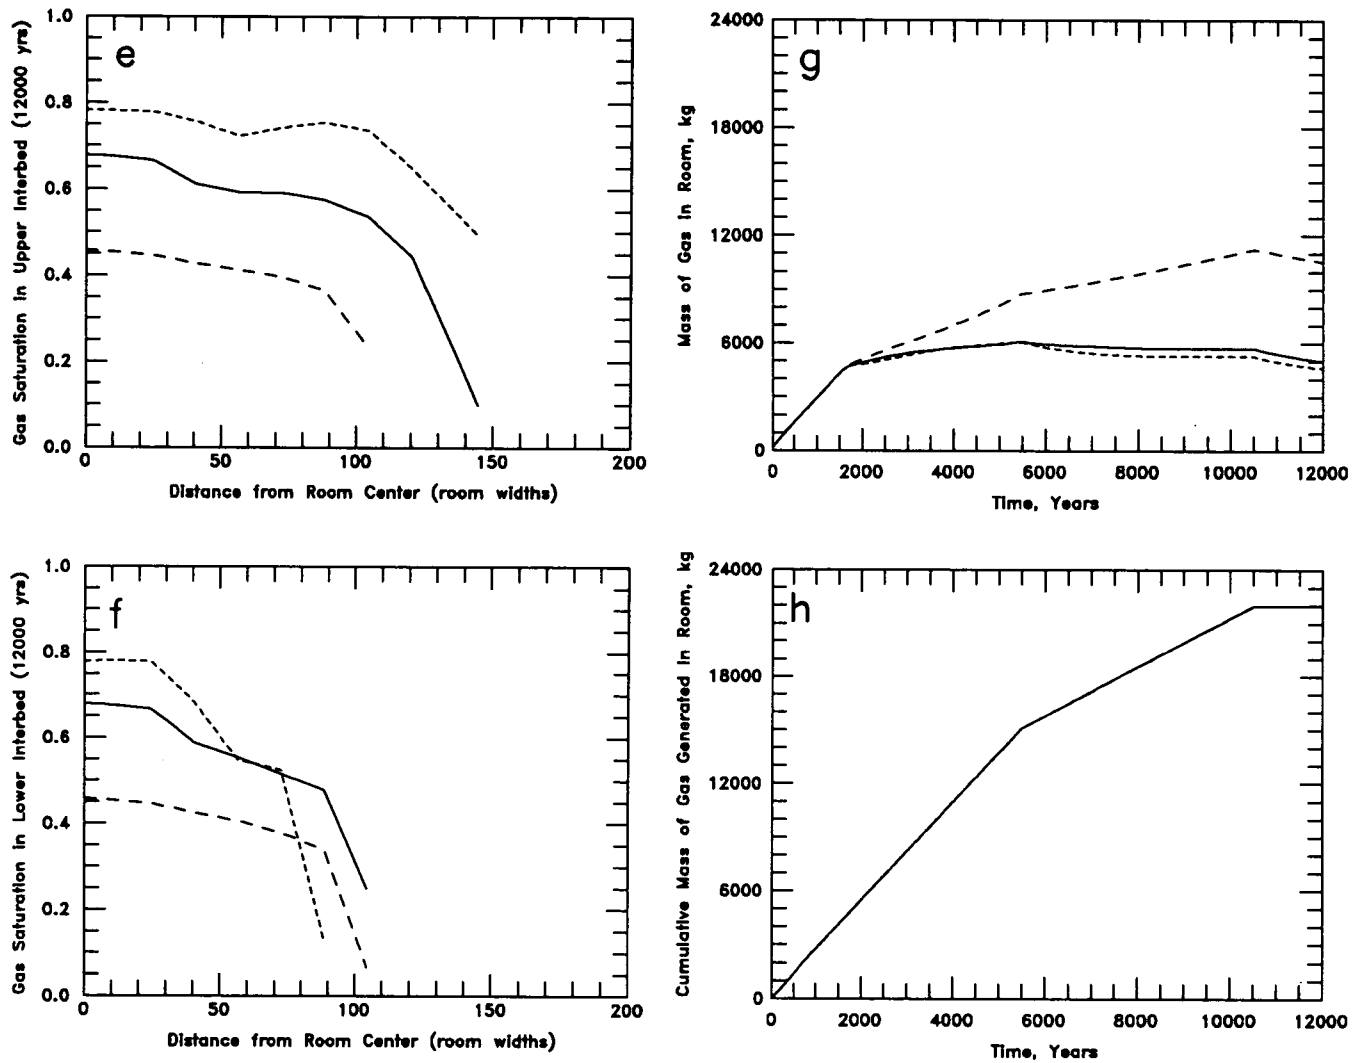 e
Gas Saturation in Upper Interbed (12000 yrs)
1.0
0.8
0.6
0.4
0.2
0.0
0 50 100 150 200
Distance from Room Center (room widths)
g
Mass of Gas in Room, kg
24000
18000
12000
6000
0
0 2000 4000 6000 8000 10000 12000
Time, Years
f
Gas Saturation in Lower Interbed (12000 yrs)
1.0
0.8
0.6
0.4
0.2
0.0
0 50 100 150 200
Distance from Room Center (room widths)
h
Cumulative Mass of Gas Generated in Room, kg
24000
18000
12000
6000
0
0 2000 4000 6000 8000 10000 12000
Time, Years